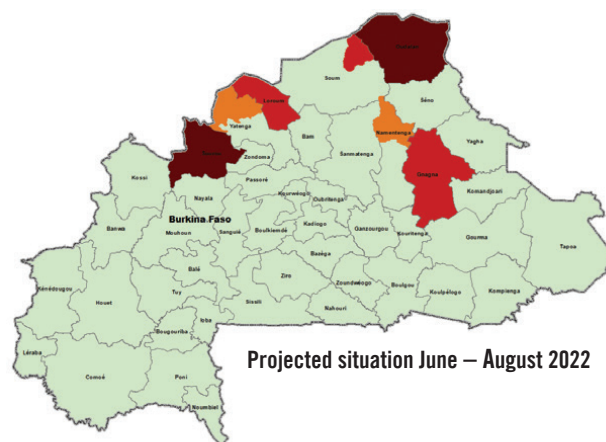 Soum
Séno
Loroum
Yatenga
Bam
Namentenga
Yagha
Zondoma
Sanmatenga
Gnagna
Kossi
Passoré
Komandjoari
Nayala
Kourwéogo
Oubritenga
Burkina Faso
Banwa
Mouhoun
Sanguié
Boulkiemdé
Kadiogo
Ganzourgou
Kouritenga
Gourma
Tapoa
Balé
Bazèga
Kénédougou
Houet
Tuy
Ziro
Zoundwéogo
Boulgou
Koulpélogo
Kompienga
Sissili
Nahouri
Ioba
Bougouriba
Léraba
Comoé
Poni
Noumbiel
Projected situation June – August 2022